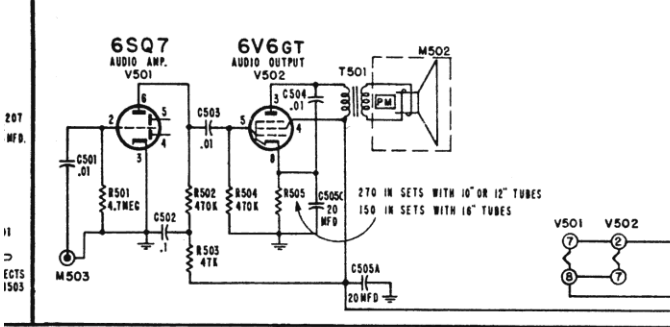 6SQ7
AUDIO AMP.
V501
6V6GT
AUDIO OUTPUT
V502
T501
M502
6
5
4
2
3
C504
.01
3
5
4
8
PM
207
MFD.
C503
.01
C501
.01
R501
4.7MEG
C502
.1
R502
470K
R504
470K
R505
C505C
20
MFD
270 IN SETS WITH 10" OR 12" TUBES
150 IN SETS WITH 16" TUBES
R503
47K
M503
ECTS
1503
C505A
20MFD
V501
V502
7
2
8
7